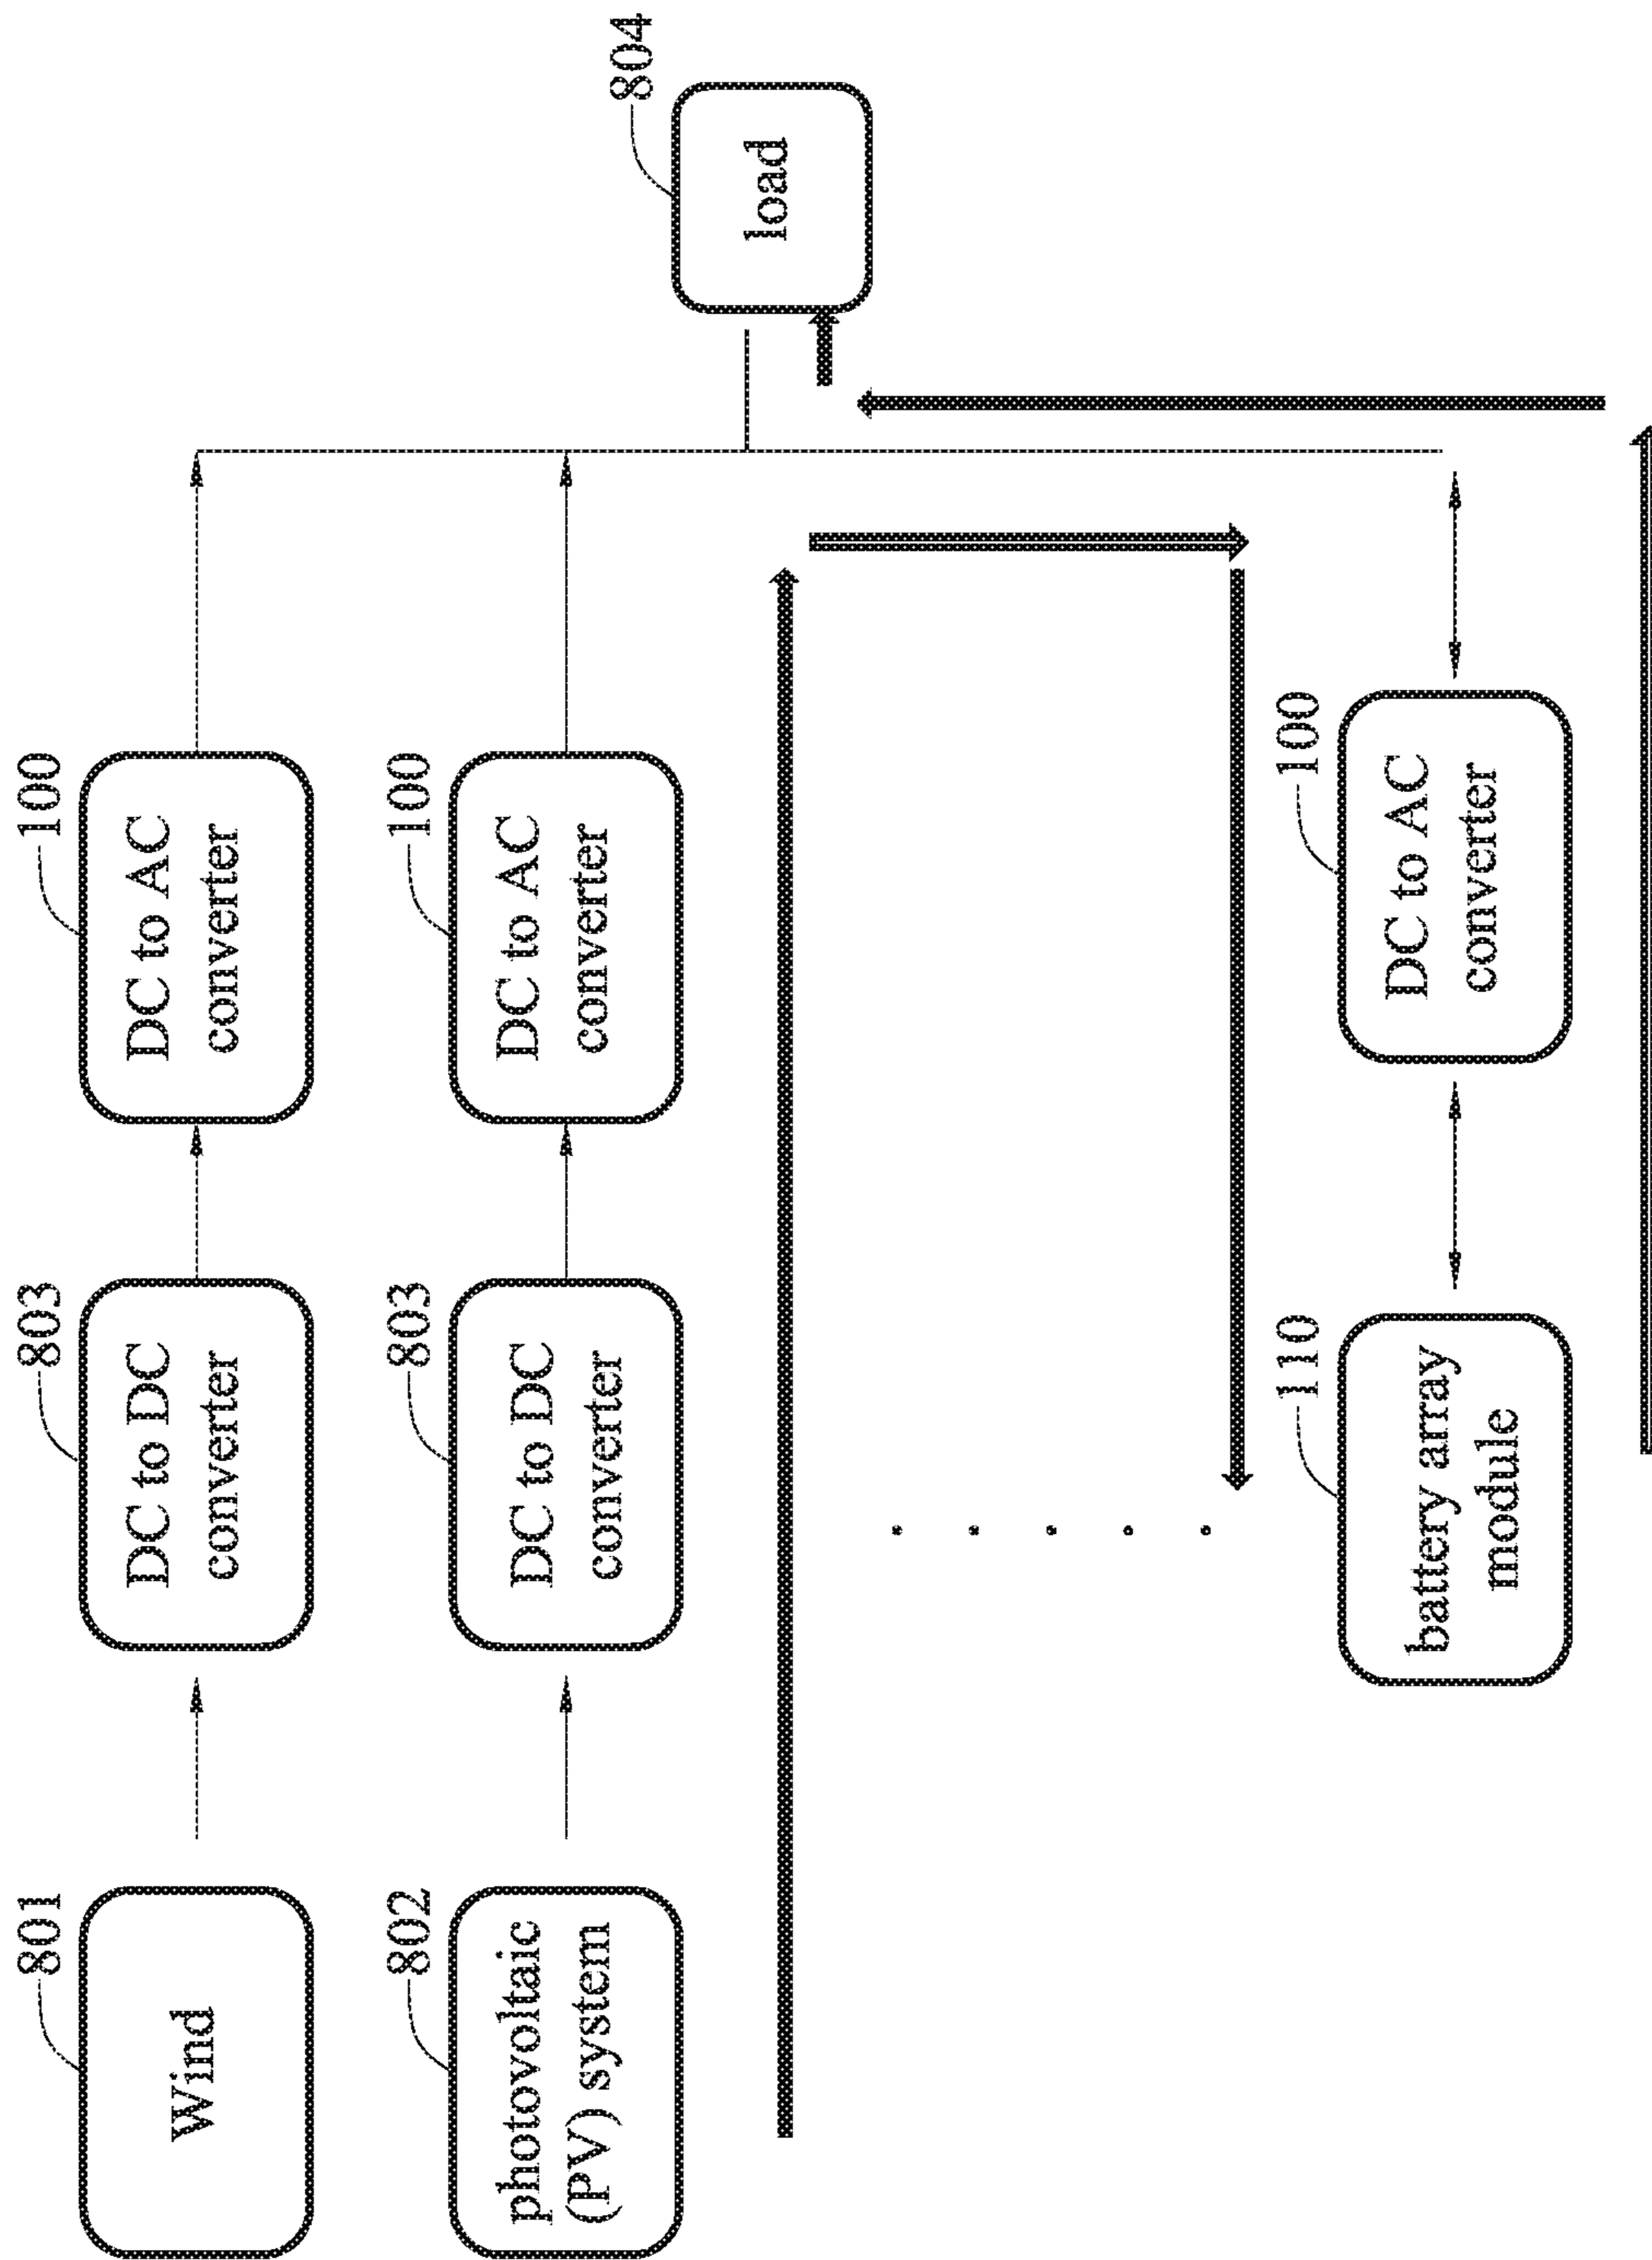 801
Wind
803
DC to DC
converter
100
DC to AC
converter
802
photovoltaic
(PV) system
803
DC to DC
converter
100
DC to AC
converter
804
load
110
battery array
module
100
DC to AC
converter